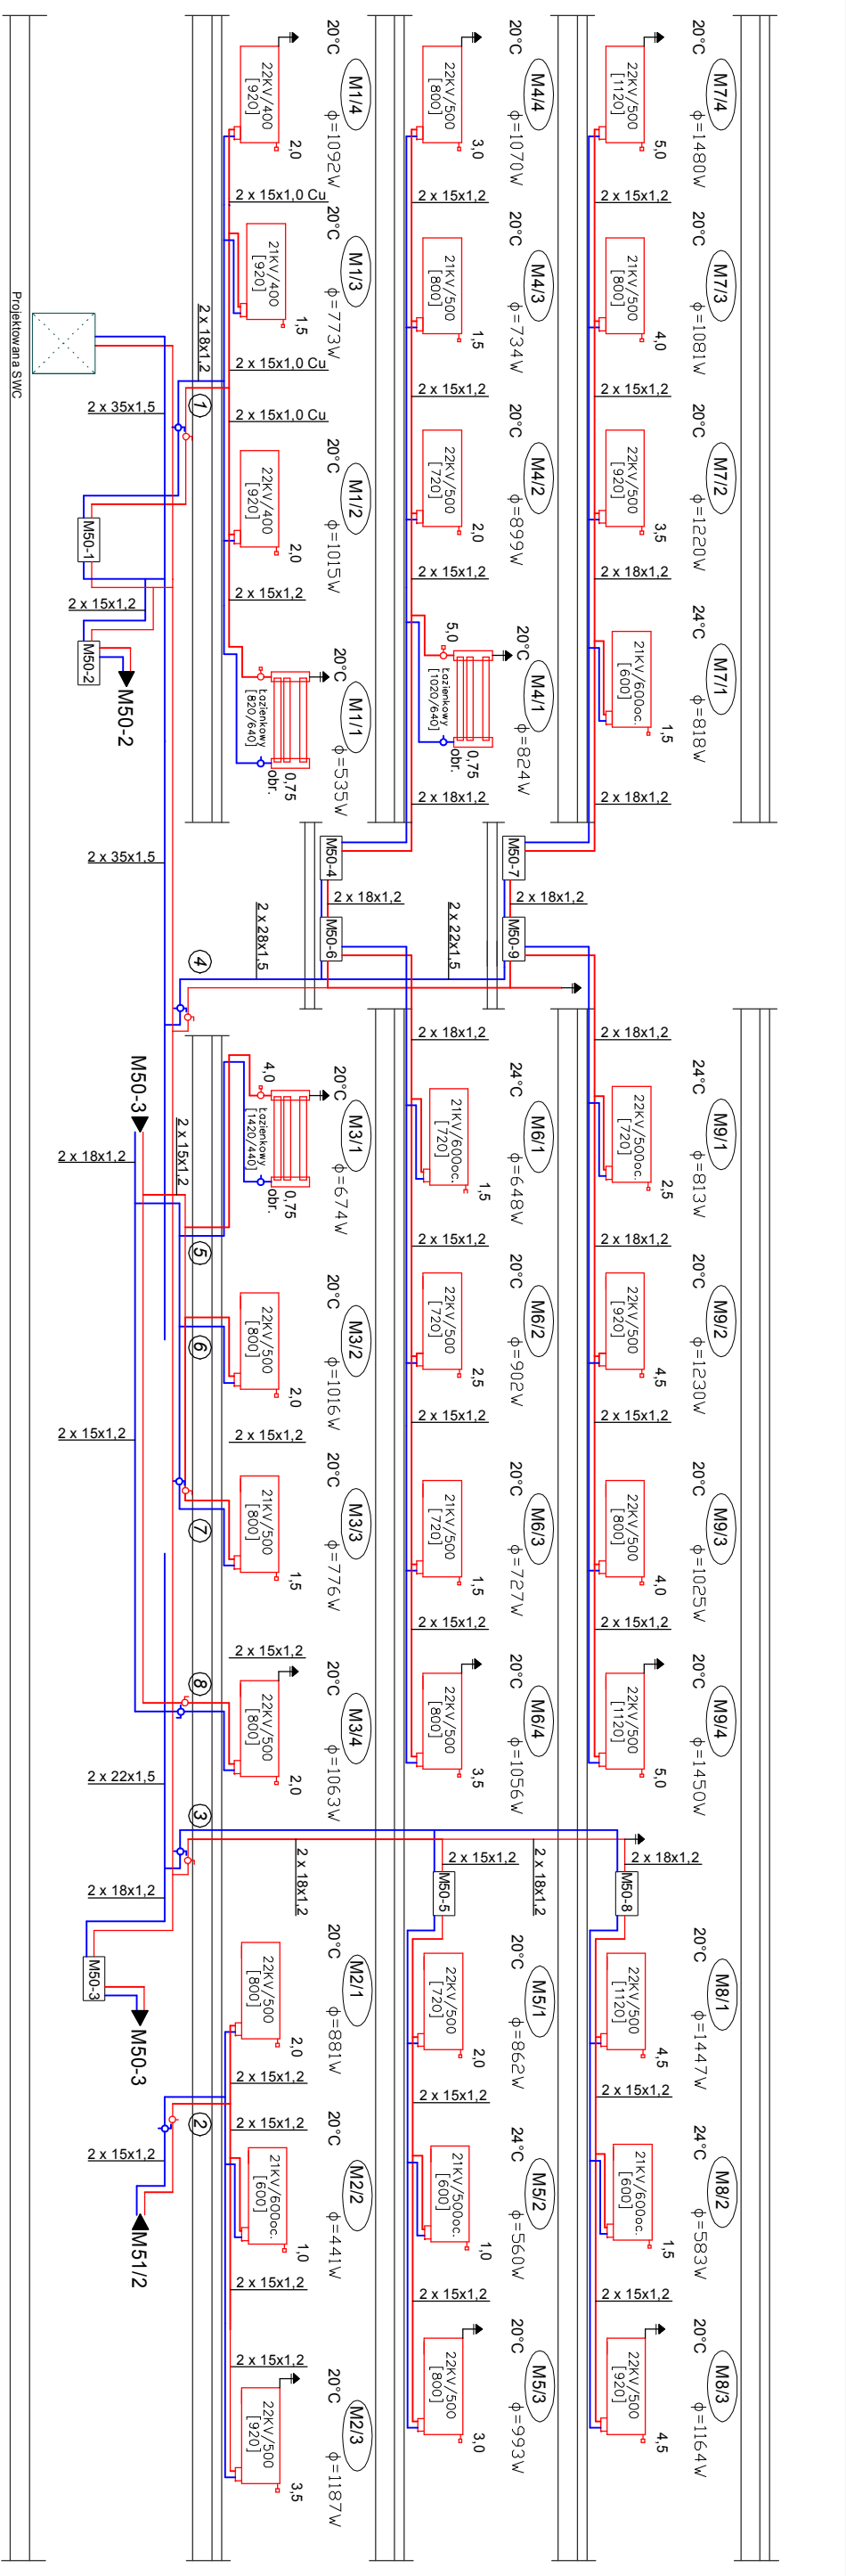 M7/4
20°C
ϕ=1480W
22KV/500
[1120]
5,0
2 x 15x1,2
M7/3
20°C
ϕ=1081W
21KV/500
[800]
4,0
2 x 15x1,2
M7/2
20°C
ϕ=1220W
22KV/500
[920]
3,5
2 x 18x1,2
M7/1
24°C
ϕ=818W
21KV/600oc.
[600]
1,5
2 x 18x1,2
M50-7
2 x 18x1,2
M50-9
2 x 18x1,2
M9/1
24°C
ϕ=813W
22KV/500oc.
[720]
2,5
2 x 18x1,2
M9/2
20°C
ϕ=1230W
22KV/500
[920]
4,5
2 x 15x1,2
M9/3
20°C
ϕ=1025W
22KV/500
[800]
4,0
2 x 15x1,2
M9/4
20°C
ϕ=1450W
22KV/500
[1120]
5,0
2 x 18x1,2
M50-8
M8/1
20°C
ϕ=1447W
22KV/500
[1120]
4,5
2 x 15x1,2
M8/2
24°C
ϕ=583W
21KV/600oc.
[600]
1,5
2 x 15x1,2
M8/3
20°C
ϕ=1164W
22KV/500
[920]
4,5
M4/4
20°C
ϕ=1070W
22KV/500
[800]
3,0
2 x 15x1,2
M4/3
20°C
ϕ=734W
21KV/500
[800]
1,5
2 x 15x1,2
M4/2
20°C
ϕ=899W
22KV/500
[720]
2,0
2 x 15x1,2
M4/1
20°C
ϕ=824W
5,0
Łazienkowy
[1020/640]
0,75
obr.
2 x 18x1,2
M50-4
2 x 18x1,2
M50-6
2 x 22x1,5
2 x 18x1,2
M6/1
24°C
ϕ=648W
21KV/600oc.
[720]
1,5
2 x 15x1,2
M6/2
20°C
ϕ=902W
22KV/500
[720]
2,5
2 x 15x1,2
M6/3
20°C
ϕ=727W
21KV/500
[720]
1,5
2 x 15x1,2
M6/4
20°C
ϕ=1056W
22KV/500
[800]
3,5
2 x 15x1,2
2 x 18x1,2
M50-5
M5/1
20°C
ϕ=862W
22KV/500
[720]
2,0
2 x 15x1,2
M5/2
24°C
ϕ=560W
21KV/500oc.
[600]
1,0
2 x 15x1,2
M5/3
20°C
ϕ=993W
22KV/500
[800]
3,0
M1/4
20°C
ϕ=1092W
22KV/400
[920]
2,0
2 x 15x1,0 Cu
M1/3
20°C
ϕ=773W
21KV/400
[920]
1,5
2 x 15x1,0 Cu
2 x 18x1,2
1
2 x 15x1,0 Cu
M1/2
20°C
ϕ=1015W
22KV/400
[920]
2,0
2 x 15x1,2
M1/1
20°C
ϕ=535W
Łazienkowy
[820/640]
0,75
obr.
2 x 28x1,5
4
M3/1
20°C
ϕ=674W
4,0
Łazienkowy
[1420/440]
0,75
obr.
5
M3/2
20°C
ϕ=1016W
22KV/500
[800]
2,0
6
2 x 15x1,2
M3/3
20°C
ϕ=776W
21KV/500
[800]
1,5
7
2 x 15x1,2
M3/4
20°C
ϕ=1063W
22KV/500
[800]
2,0
8
3
2 x 18x1,2
M2/1
20°C
ϕ=881W
22KV/500
[800]
2,0
2 x 15x1,2
2
2 x 15x1,2
M2/2
20°C
ϕ=441W
21KV/600oc.
[600]
1,0
2 x 15x1,2
2 x 15x1,2
M2/3
20°C
ϕ=1187W
22KV/500
[920]
3,5
Projektowana SWC
2 x 35x1,5
M50-1
2 x 15x1,2
M50-2
M50-2
2 x 35x1,5
M50-3
2 x 18x1,2
2 x 15x1,2
2 x 15x1,2
2 x 22x1,5
2 x 18x1,2
M50-3
M50-3
2 x 15x1,2
M51/2